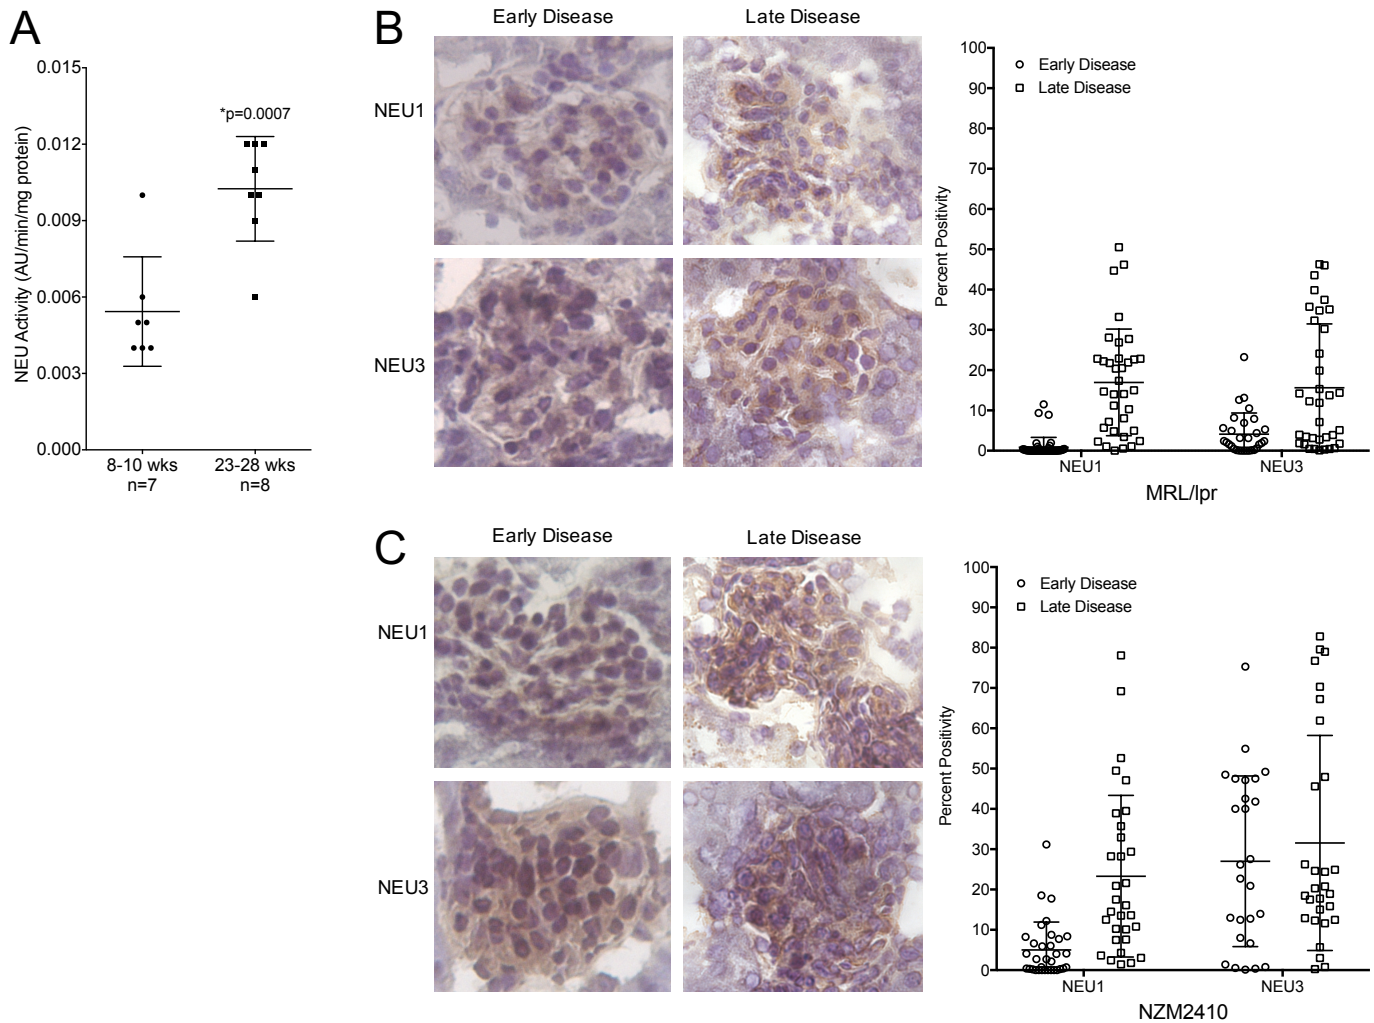 A
NEU Activity (AU/min/mg protein)
0.015
0.012
0.009
0.006
0.003
0.000
*p=0.0007
8-10 wks
n=7
23-28 wks
n=8
B
Early Disease
Late Disease
NEU1
NEU3
Percent Positivity
100
90
80
70
60
50
40
30
20
10
0
Early Disease
Late Disease
NEU1
NEU3
MRL/lpr
C
Early Disease
Late Disease
NEU1
NEU3
Percent Positivity
100
90
80
70
60
50
40
30
20
10
0
Early Disease
Late Disease
NEU1
NEU3
NZM2410